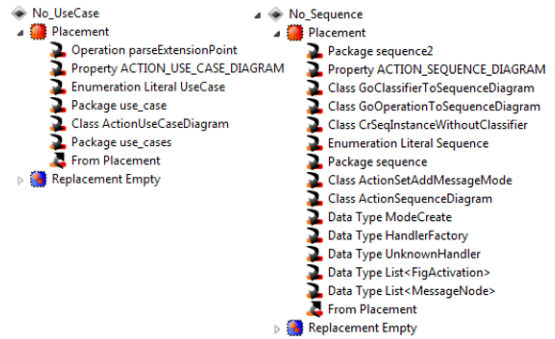 No_UseCase
Placement
Operation parseExtensionPoint
Property ACTION_USE_CASE_DIAGRAM
Enumeration Literal UseCase
Package use_case
Class ActionUseCaseDiagram
Package use_cases
From Placement
Replacement Empty
No_Sequence
Placement
Package sequence2
Property ACTION_SEQUENCE_DIAGRAM
Class GoClassifierToSequenceDiagram
Class GoOperationToSequenceDiagram
Class CrSeqInstanceWithoutClassifier
Enumeration Literal Sequence
Package sequence
Class ActionSetAddMessageMode
Class ActionSequenceDiagram
Data Type ModeCreate
Data Type HandlerFactory
Data Type UnknownHandler
Data Type List<FigActivation>
Data Type List<MessageNode>
From Placement
Replacement Empty